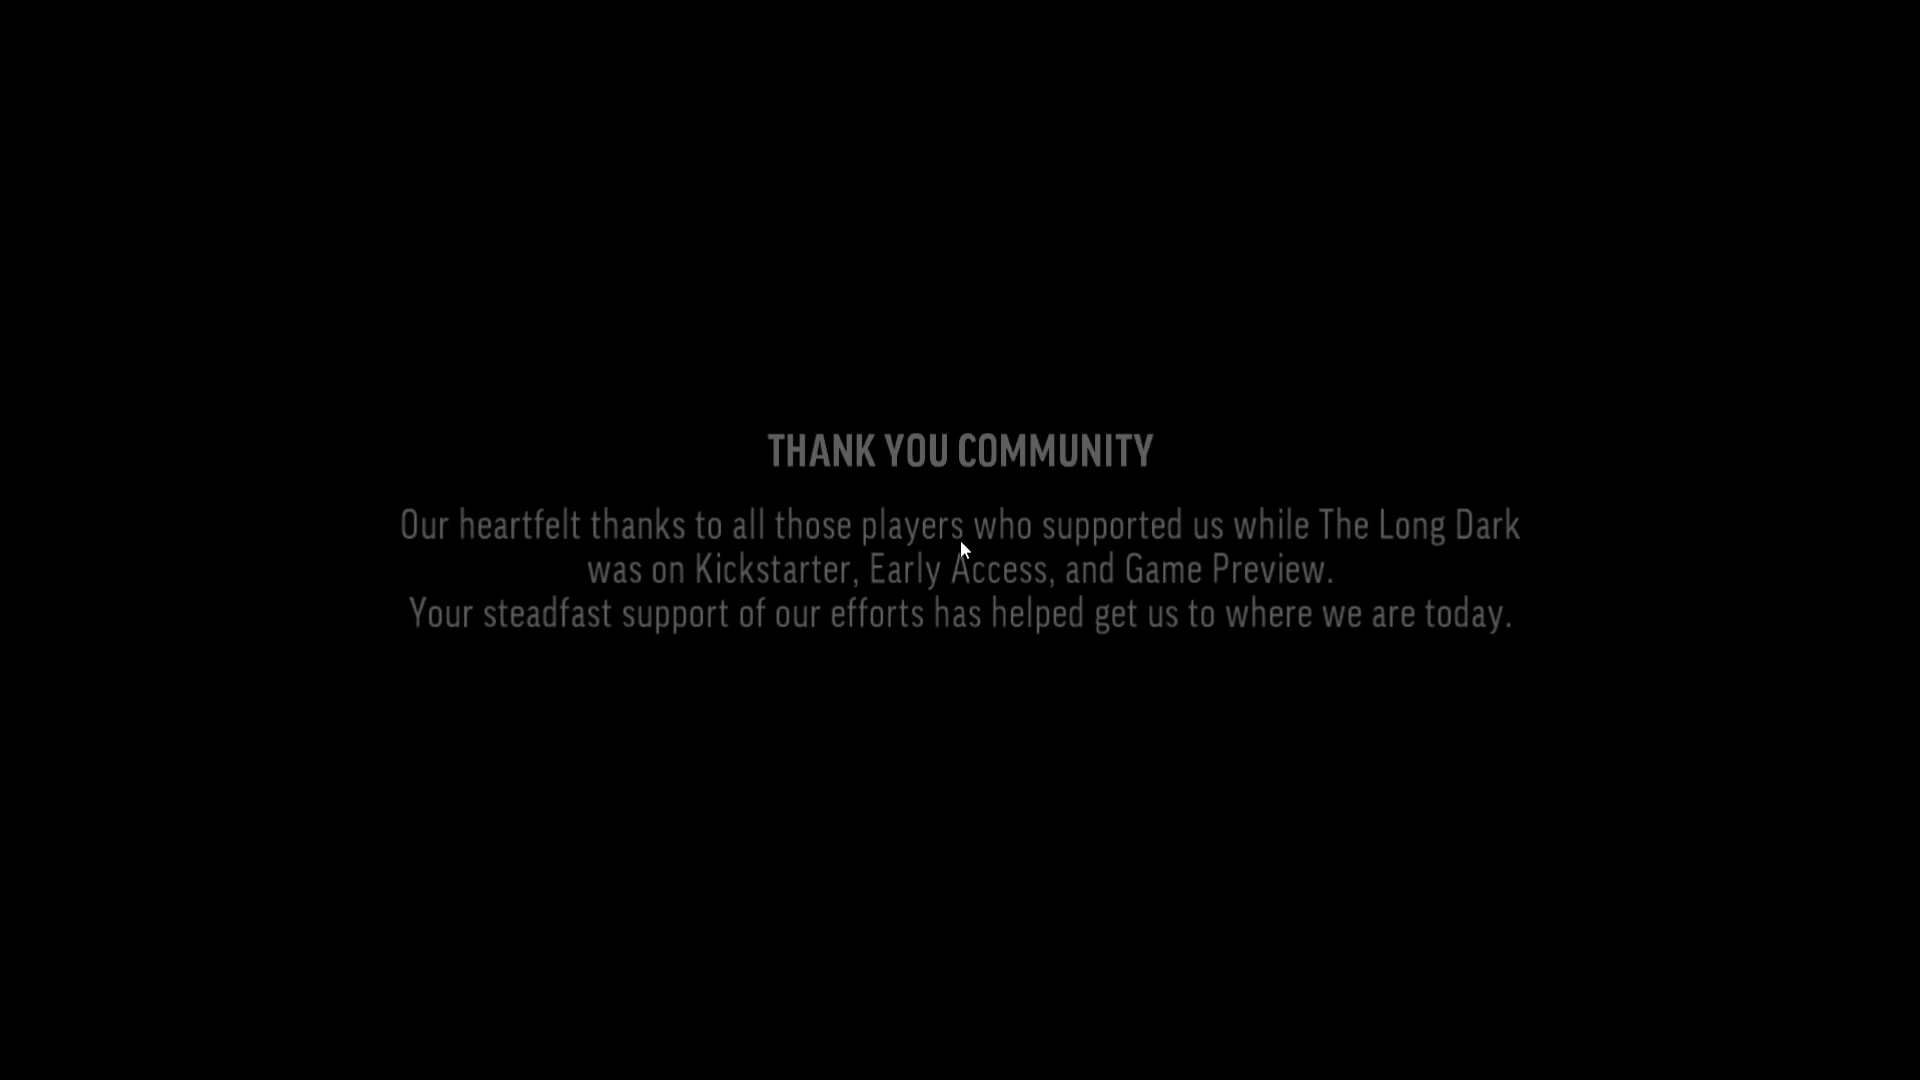 THANK YOU COMMUNITY
Our heartfelt thanks to all those players who supported us while The Long Dark
was on Kickstarter, Early Access, and Game Preview.
Your steadfast support of our efforts has helped get us to where we are today.